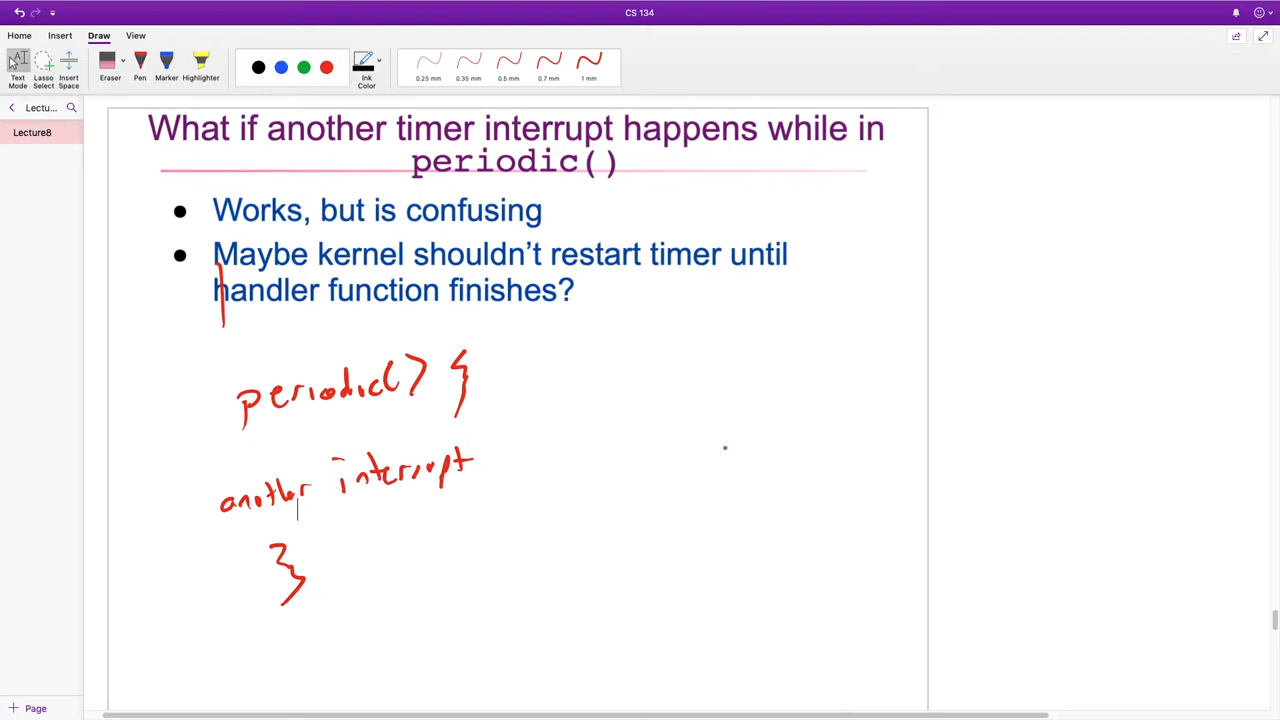 CS 134
Home Insert Draw View
Text Mode
Lasso Select
Insert Space
Eraser
Pen
Marker
Highlighter
Ink Color
0.25 mm
0.35 mm
0.5 mm
0.7 mm
1 mm
Lectu...
Lecture8
What if another timer interrupt happens while in
periodic()
● Works, but is confusing
● Maybe kernel shouldn't restart timer until
handler function finishes?
periodic() {
another interrupt
}
Page